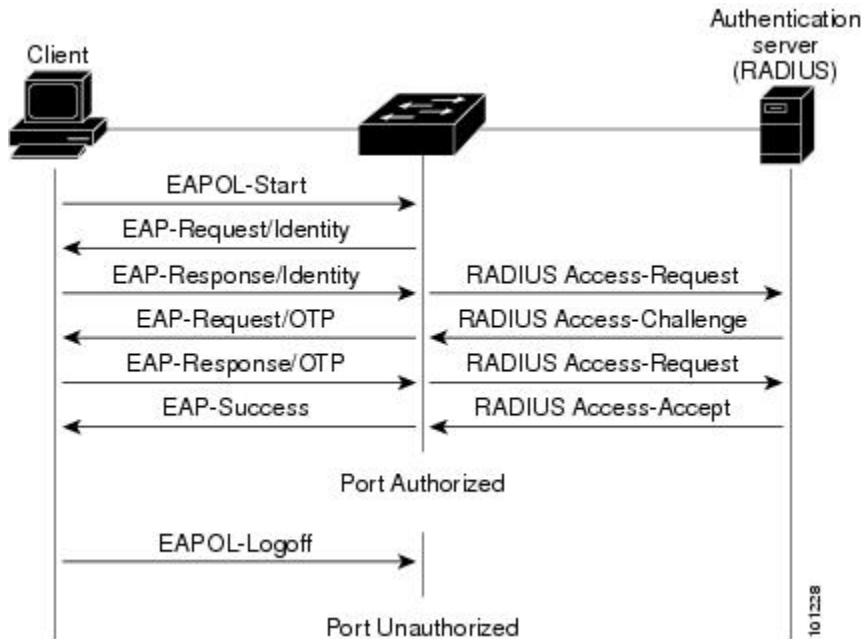 Client
Authentication
server
(RADIUS)
EAPOL-Start
EAP-Request/Identity
EAP-Response/Identity
RADIUS Access-Request
EAP-Request/OTP
RADIUS Access-Challenge
EAP-Response/OTP
RADIUS Access-Request
EAP-Success
RADIUS Access-Accept
Port Authorized
EAPOL-Logoff
Port Unauthorized
101228